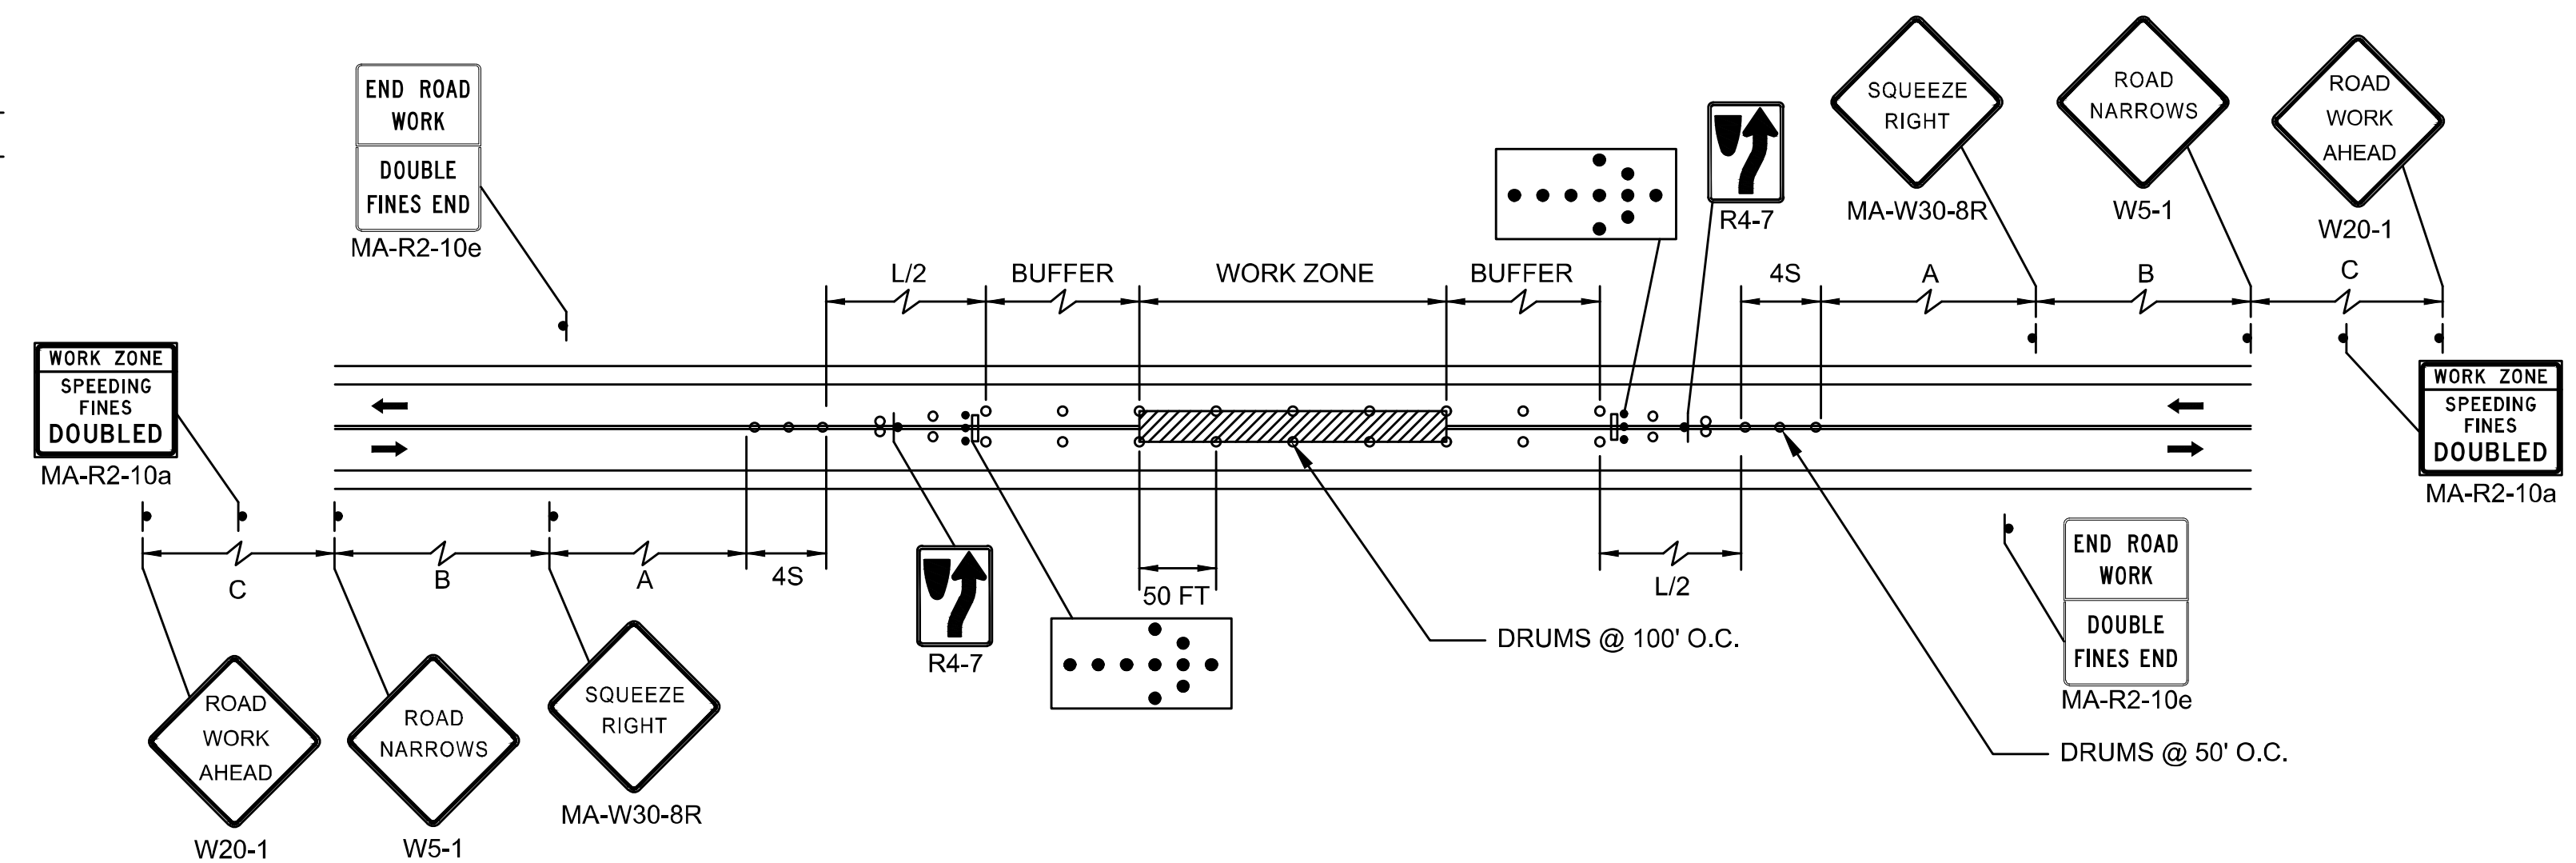 SQUEEZE
RIGHT
MA-W30-8R
ROAD
NARROWS
W5-1
ROAD
WORK
AHEAD
W20-1
END ROAD
WORK
DOUBLE
FINES END
MA-R2-10e
R4-7
L/2
BUFFER
WORK ZONE
BUFFER
4S
A
B
C
WORK ZONE
SPEEDING
FINES
DOUBLED
MA-R2-10a
WORK ZONE
SPEEDING
FINES
DOUBLED
MA-R2-10a
C
B
A
4S
50 FT
L/2
R4-7
DRUMS @ 100' O.C.
END ROAD
WORK
DOUBLE
FINES END
MA-R2-10e
DRUMS @ 50' O.C.
ROAD
WORK
AHEAD
W20-1
ROAD
NARROWS
W5-1
SQUEEZE
RIGHT
MA-W30-8R